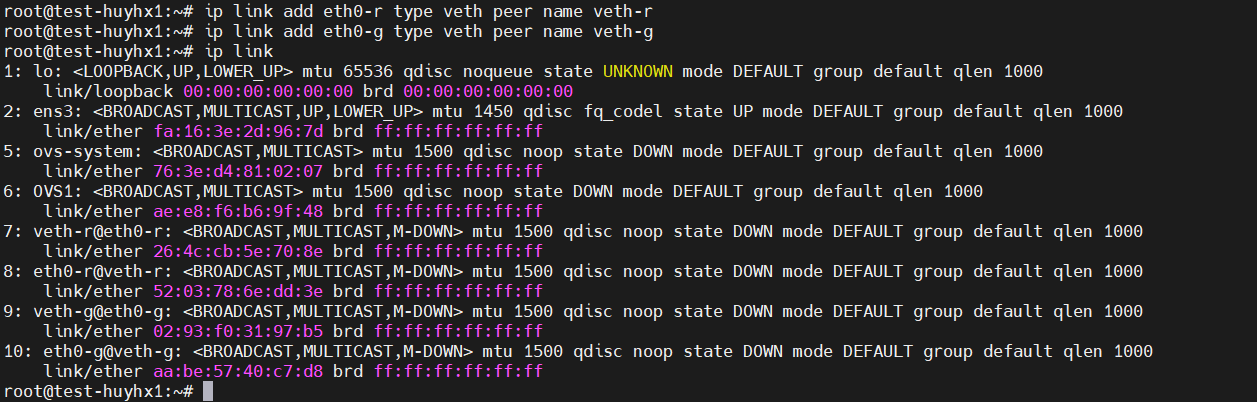 root@test-huyhx1:~# ip link add eth0-r type veth peer name veth-r
root@test-huyhx1:~# ip link add eth0-g type veth peer name veth-g
root@test-huyhx1:~# ip link
1: lo: <LOOPBACK,UP,LOWER_UP> mtu 65536 qdisc noqueue state UNKNOWN mode DEFAULT group default qlen 1000
    link/loopback 00:00:00:00:00:00 brd 00:00:00:00:00:00
2: ens3: <BROADCAST,MULTICAST,UP,LOWER_UP> mtu 1450 qdisc fq_codel state UP mode DEFAULT group default qlen 1000
    link/ether fa:16:3e:2d:96:7d brd ff:ff:ff:ff:ff:ff
5: ovs-system: <BROADCAST,MULTICAST> mtu 1500 qdisc noop state DOWN mode DEFAULT group default qlen 1000
    link/ether 76:3e:d4:81:02:07 brd ff:ff:ff:ff:ff:ff
6: OVS1: <BROADCAST,MULTICAST> mtu 1500 qdisc noop state DOWN mode DEFAULT group default qlen 1000
    link/ether ae:e8:f6:b6:9f:48 brd ff:ff:ff:ff:ff:ff
7: veth-r@eth0-r: <BROADCAST,MULTICAST,M-DOWN> mtu 1500 qdisc noop state DOWN mode DEFAULT group default qlen 1000
    link/ether 26:4c:cb:5e:70:8e brd ff:ff:ff:ff:ff:ff
8: eth0-r@veth-r: <BROADCAST,MULTICAST,M-DOWN> mtu 1500 qdisc noop state DOWN mode DEFAULT group default qlen 1000
    link/ether 52:03:78:6e:dd:3e brd ff:ff:ff:ff:ff:ff
9: veth-g@eth0-g: <BROADCAST,MULTICAST,M-DOWN> mtu 1500 qdisc noop state DOWN mode DEFAULT group default qlen 1000
    link/ether 02:93:f0:31:97:b5 brd ff:ff:ff:ff:ff:ff
10: eth0-g@veth-g: <BROADCAST,MULTICAST,M-DOWN> mtu 1500 qdisc noop state DOWN mode DEFAULT group default qlen 1000
    link/ether aa:be:57:40:c7:d8 brd ff:ff:ff:ff:ff:ff
root@test-huyhx1:~#